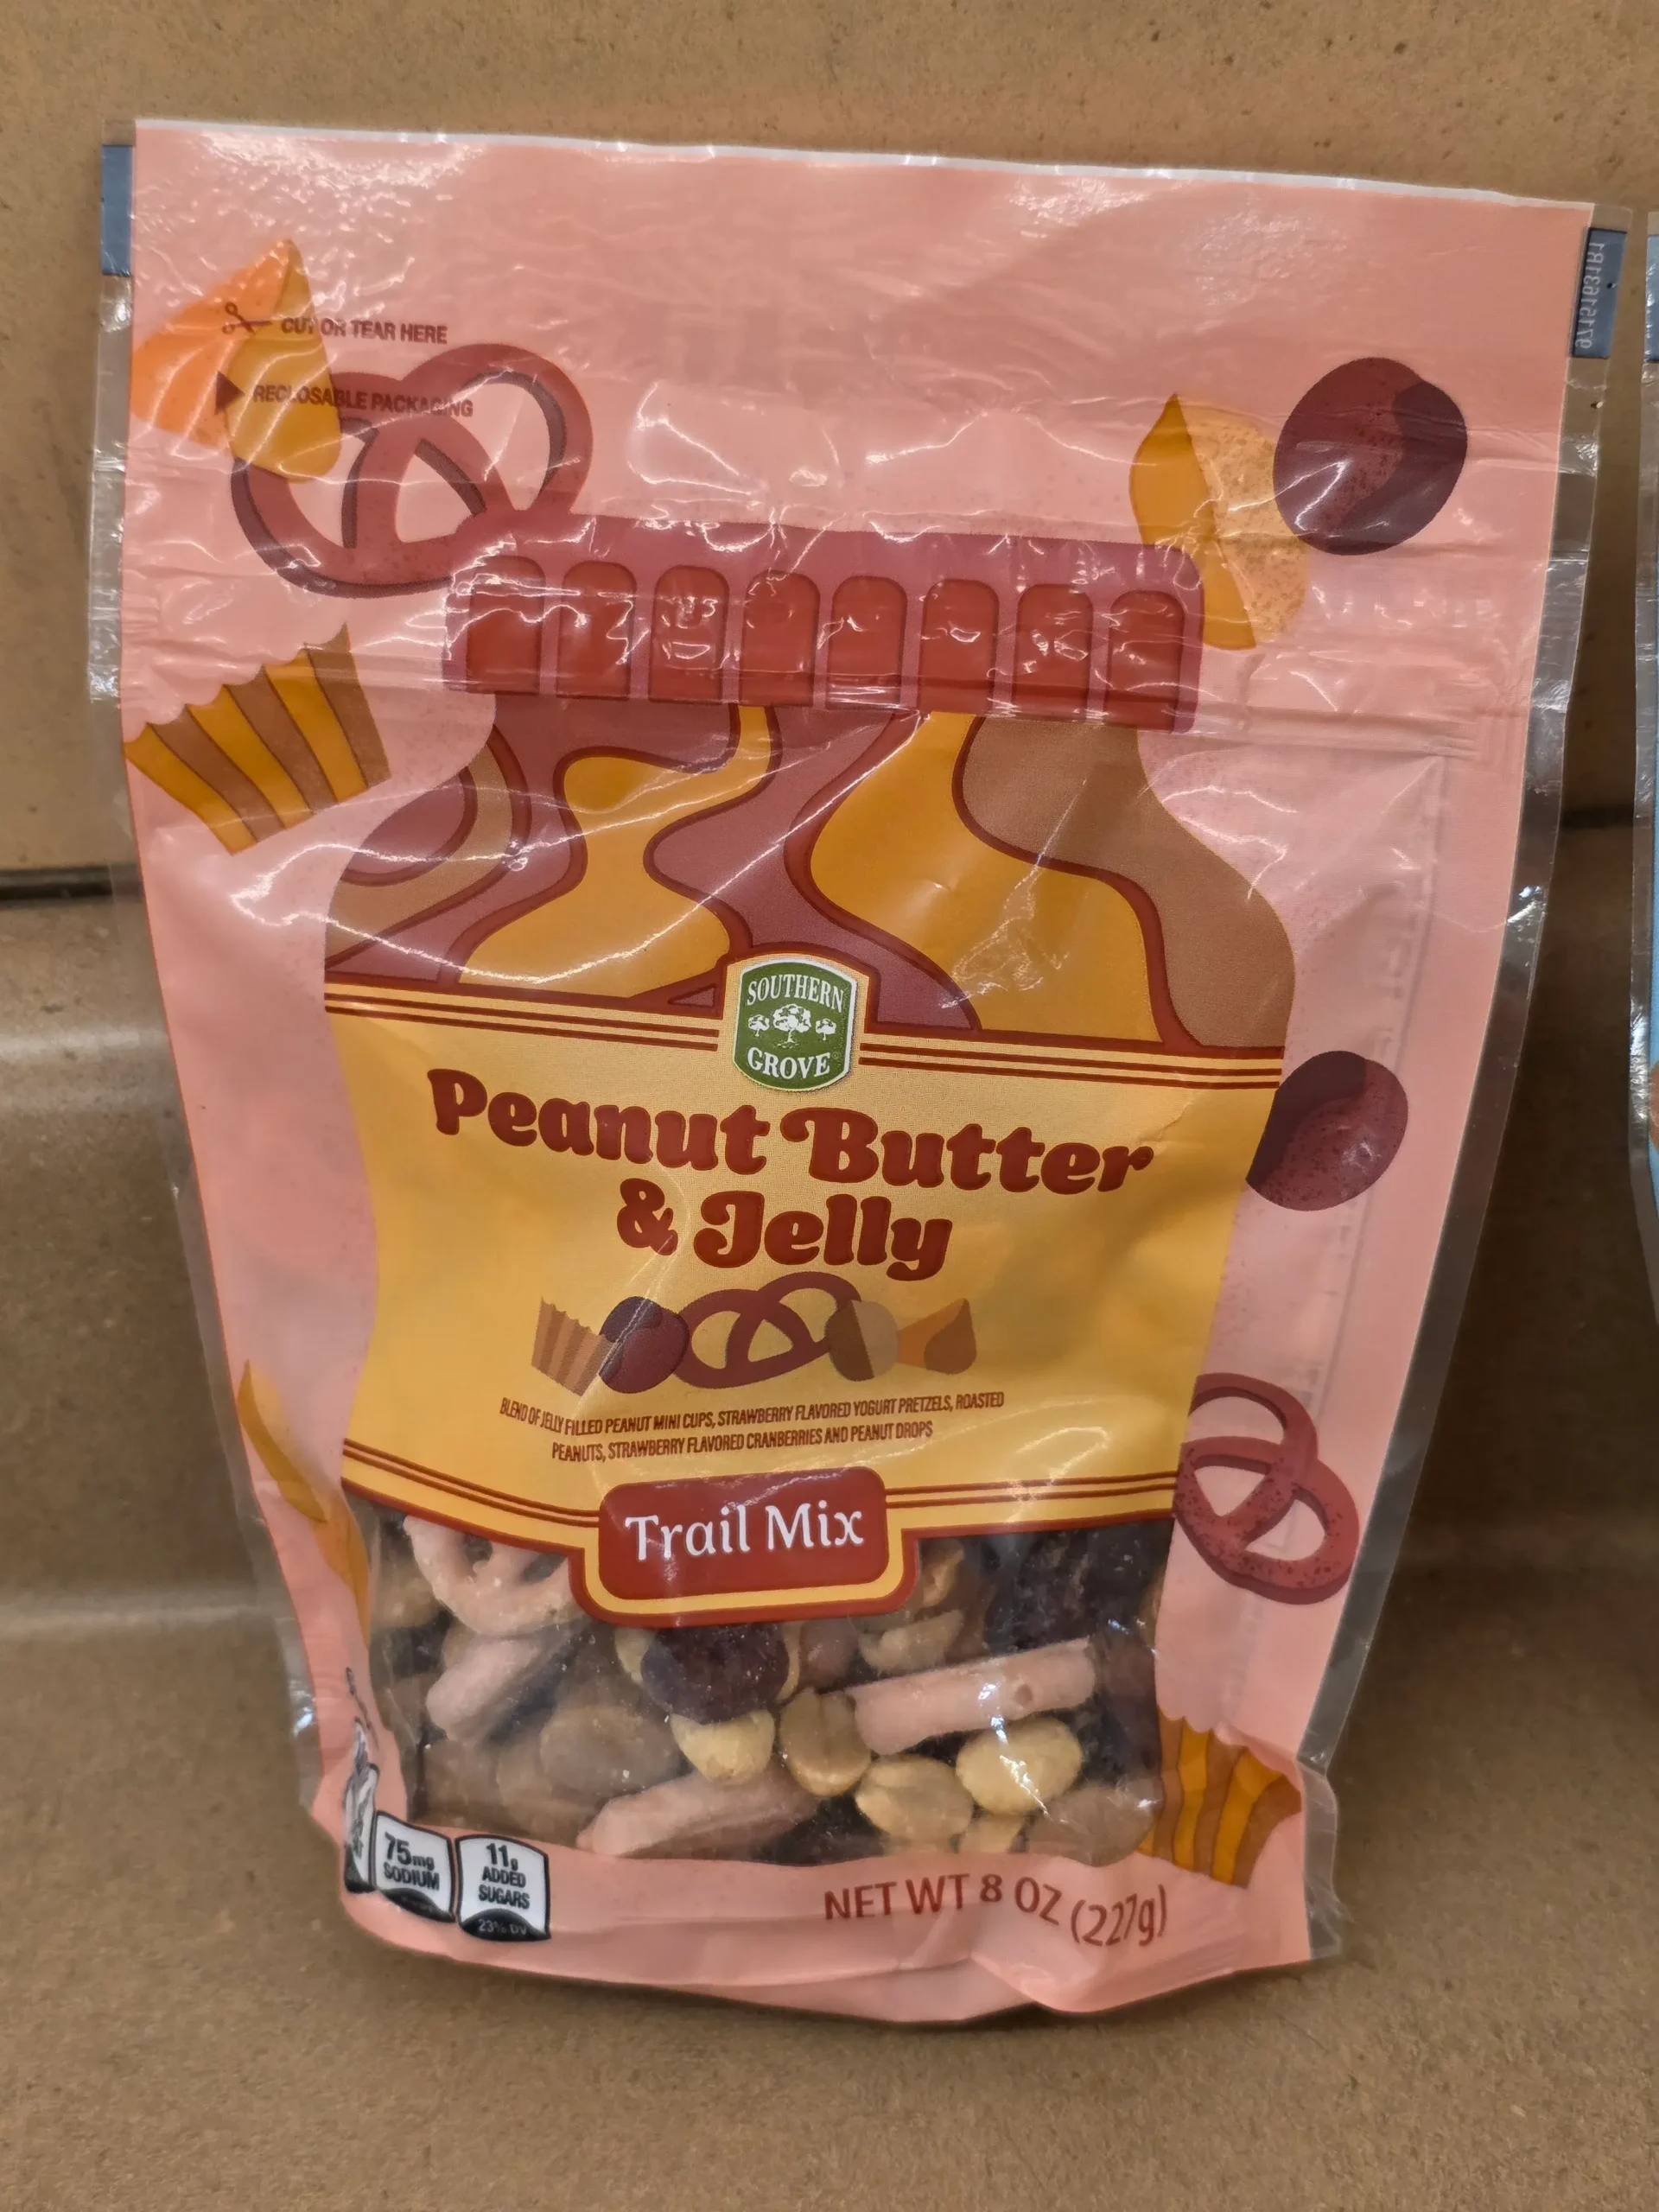 CUT OR TEAR HERE
RECLOSABLE PACKAGING
SOUTHERN
GROVE
Peanut Butter
& Jelly
BLEND OF JELLY FILLED PEANUT MINI CUPS, STRAWBERRY FLAVORED YOGURT PRETZELS, ROASTED
PEANUTS, STRAWBERRY FLAVORED CRANBERRIES AND PEANUT DROPS
Trail Mix
75mg
SODIUM
11g
ADDED
SUGARS
23% DV
NET WT 8 OZ (227g)